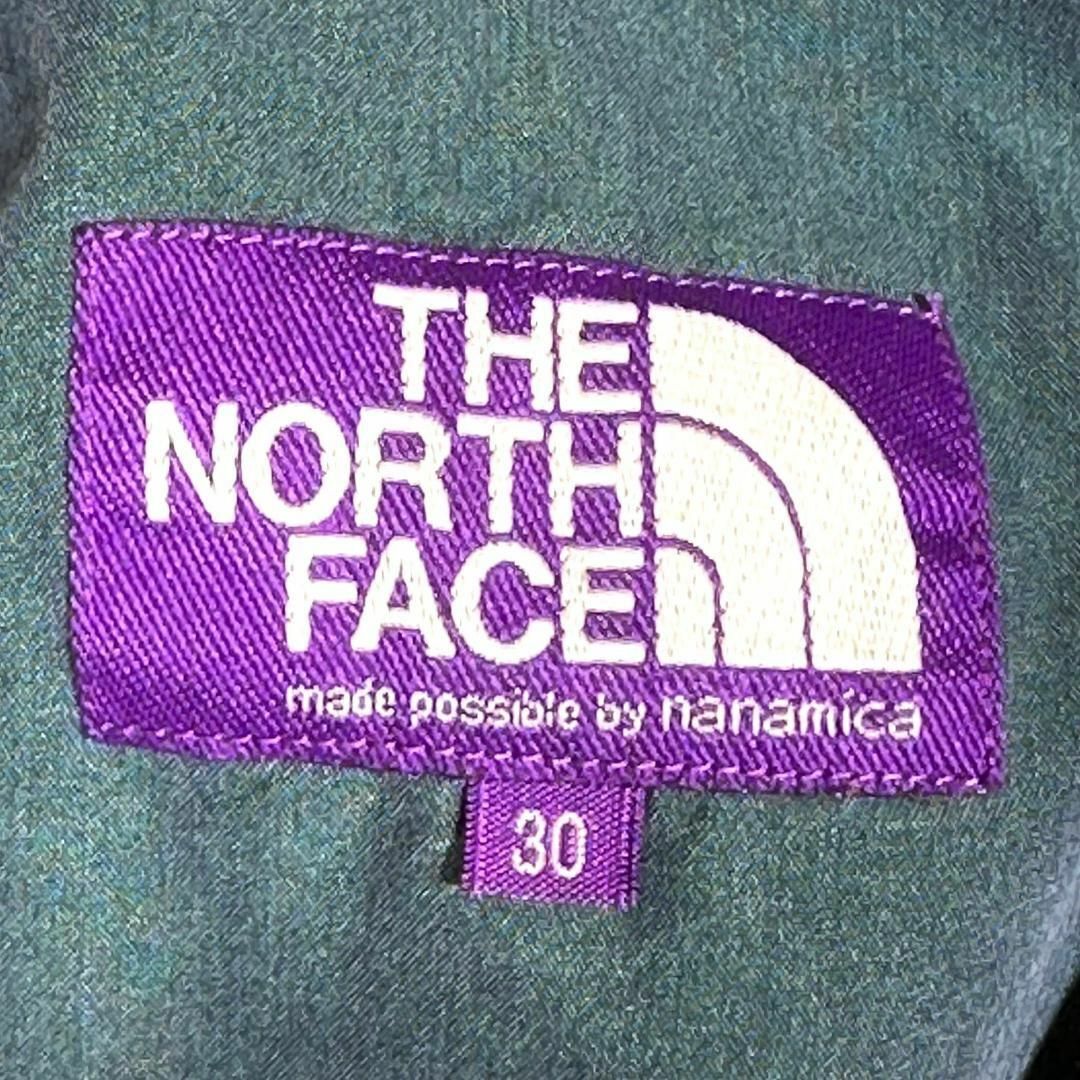 THE
NORTH
FACE
made possible by nanamica
30